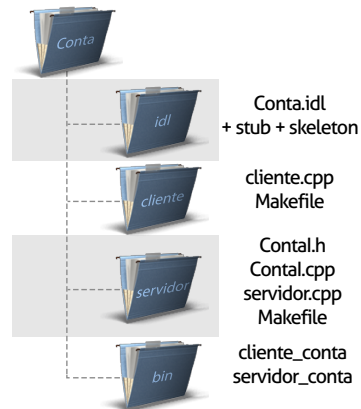 Conta
idl
Conta.idl
+ stub + skeleton
cliente
cliente.cpp
Makefile
servidor
ContaI.h
ContaI.cpp
servidor.cpp
Makefile
bin
cliente_conta
servidor_conta